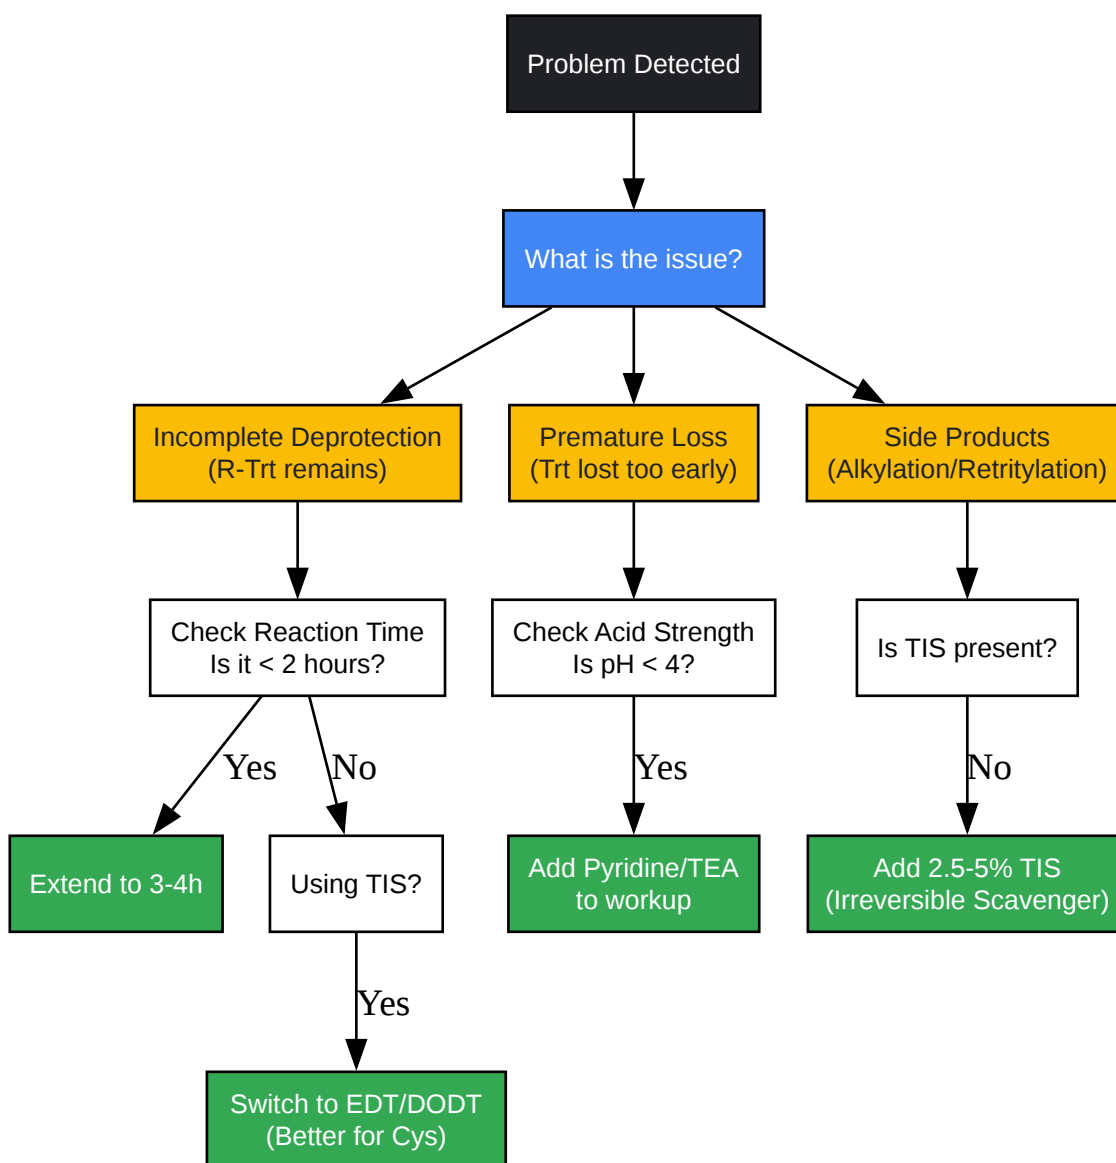 Problem Detected
What is the issue?
Incomplete Deprotection
(R-Trt remains)
Premature Loss
(Trt lost too early)
Side Products
(Alkylation/Retritylation)
Check Reaction Time
Is it < 2 hours?
Check Acid Strength
Is pH < 4?
Is TIS present?
Yes
No
Yes
No
Extend to 3-4h
Using TIS?
Add Pyridine/TEA
to workup
Add 2.5-5% TIS
(Irreversible Scavenger)
Yes
Switch to EDT/DODT
(Better for Cys)